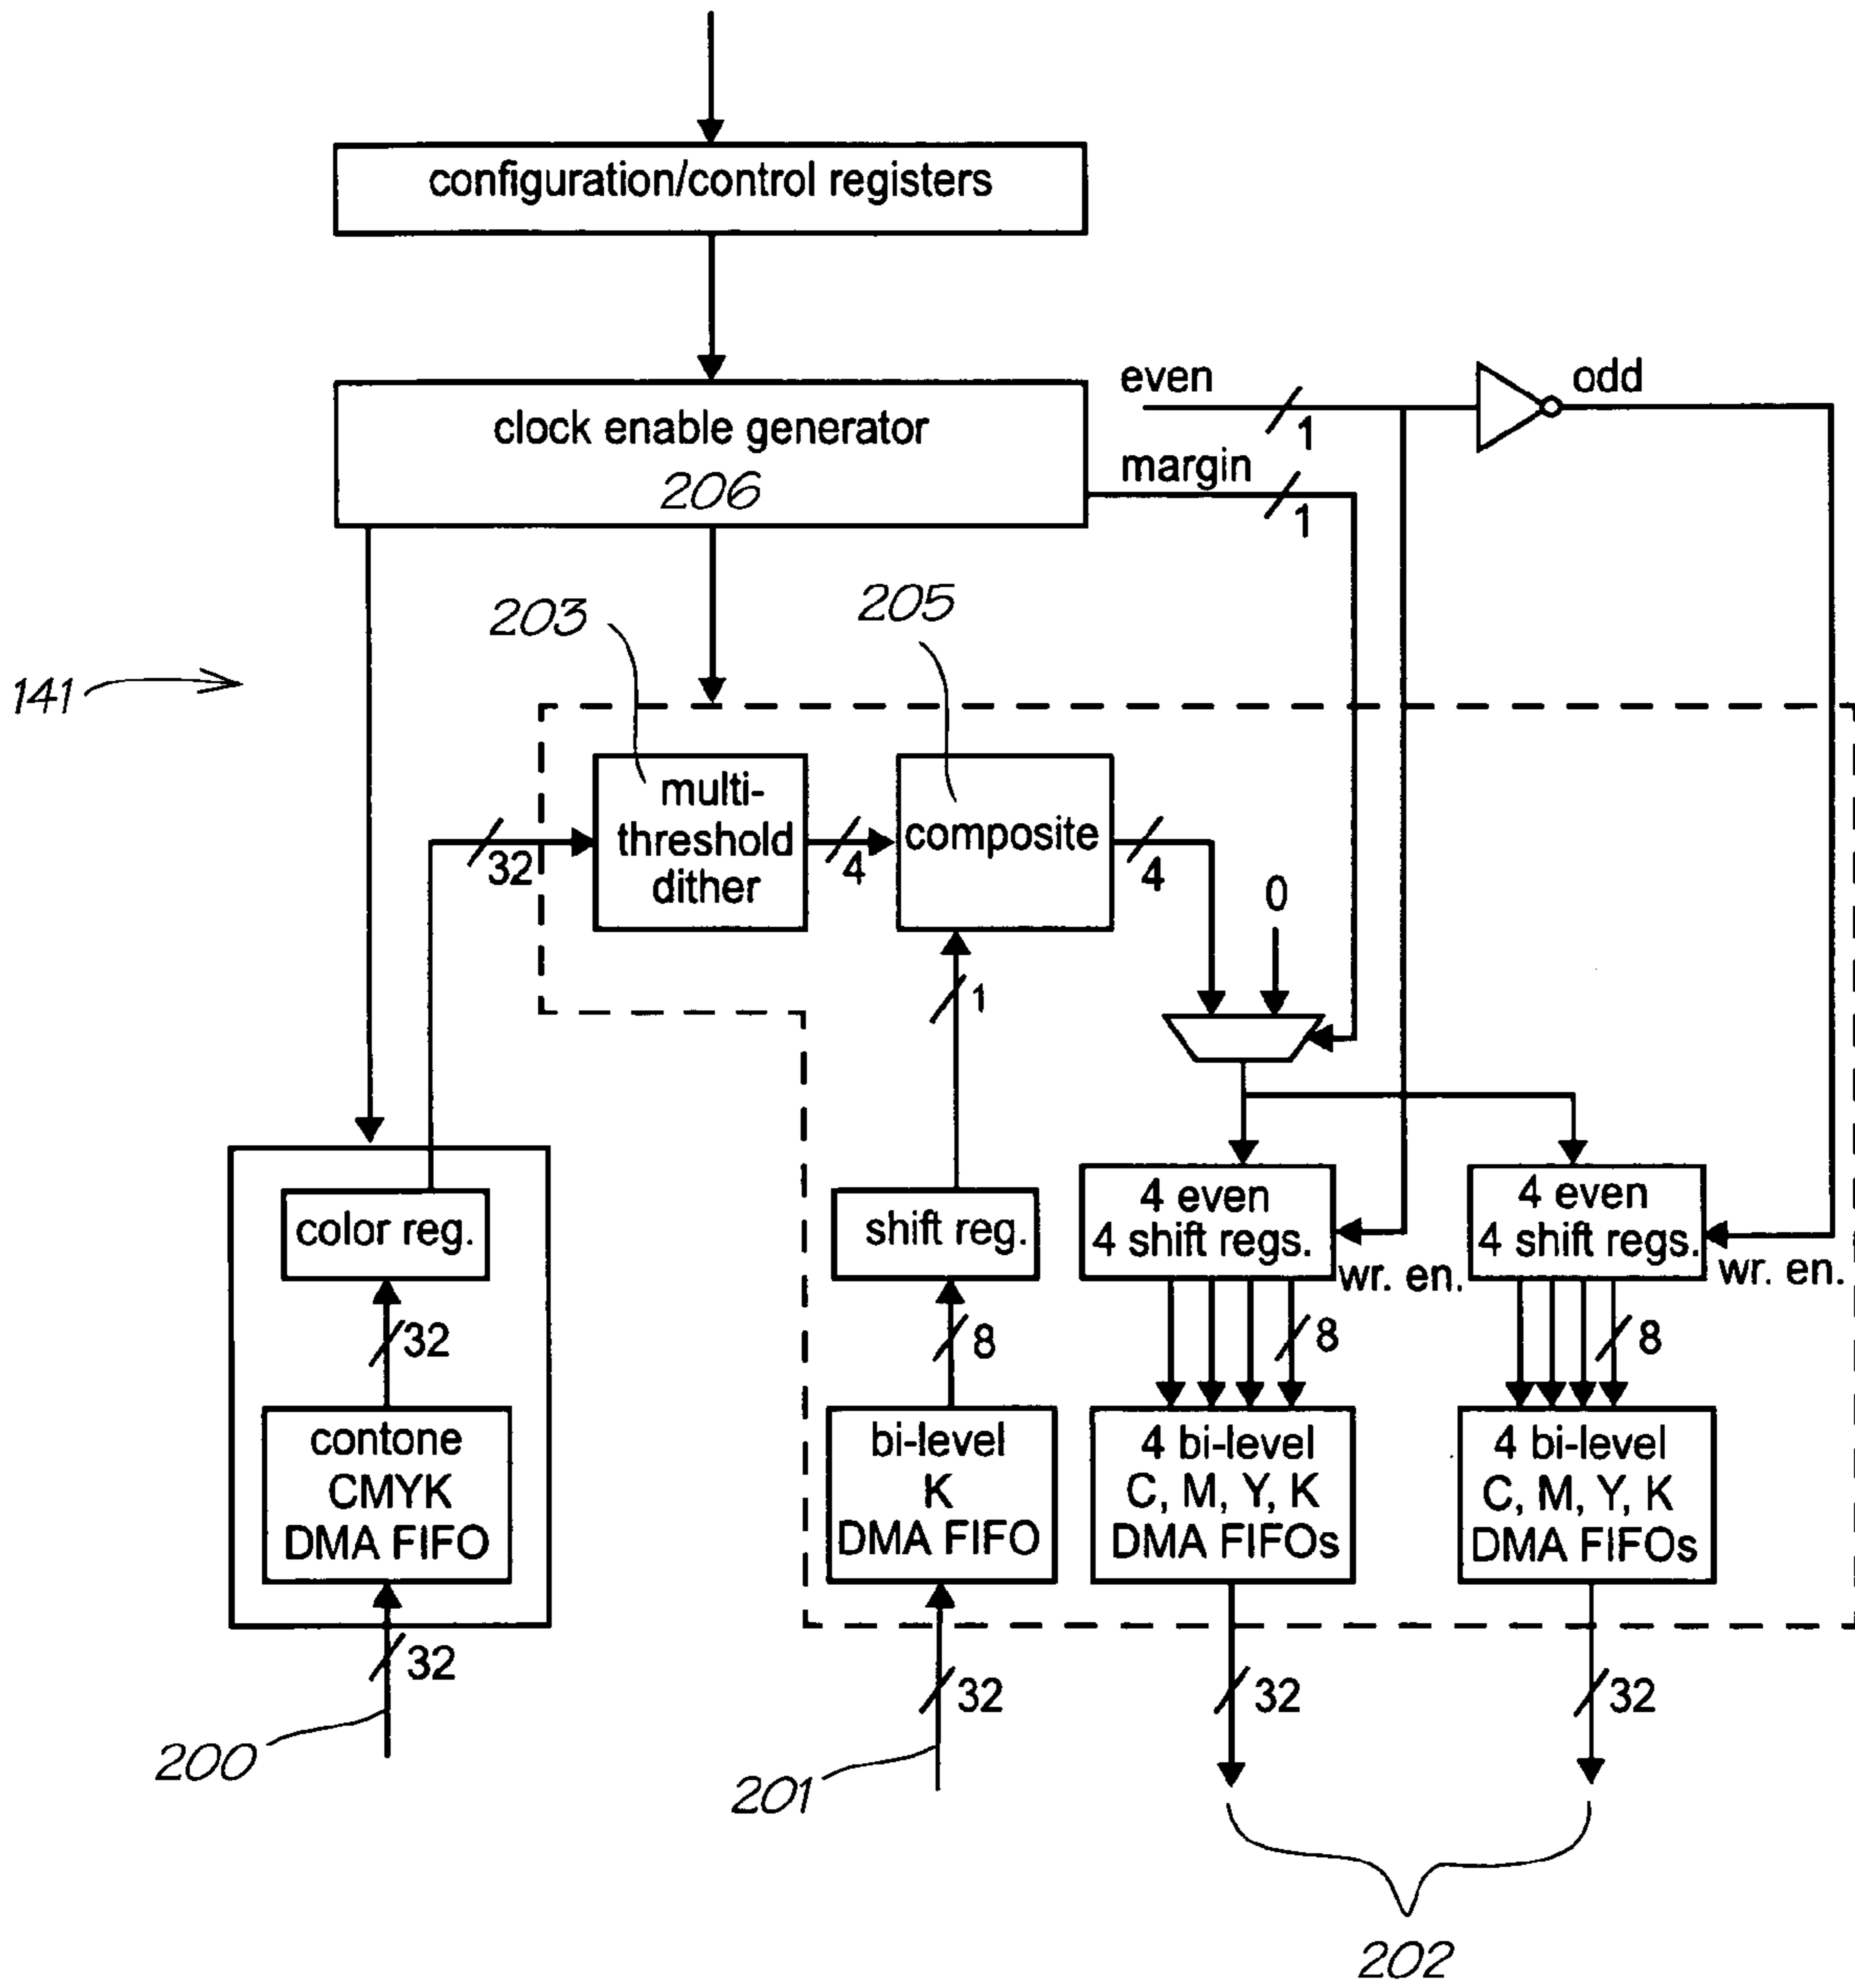 configuration/control registers
clock enable generator
206
even
1
odd
margin
1
203
205
141
multi-
threshold
dither
32
4
composite
4
0
1
color reg.
shift reg.
4 even
4 shift regs.
wr. en.
4 even
4 shift regs.
wr. en.
32
8
8
8
contone
CMYK
DMA FIFO
bi-level
K
DMA FIFO
4 bi-level
C, M, Y, K
DMA FIFOs
4 bi-level
C, M, Y, K
DMA FIFOs
32
32
32
32
200
201
202